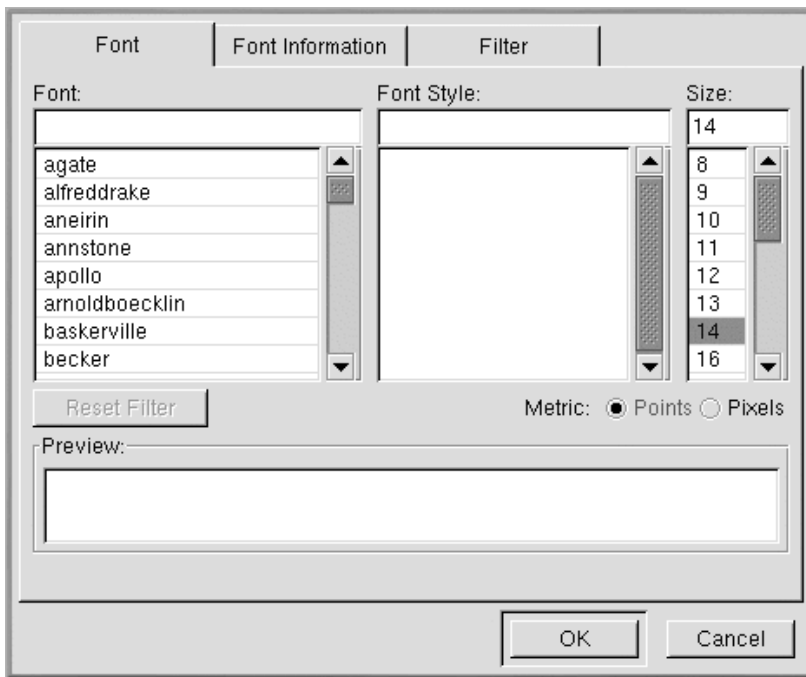 Font Font Information Filter
Font: Font Style: Size:
14
agate 8
alfreddrake 9
aneirin 10
annstone 11
apollo 12
arnoldboecklin 13
baskerville 14
becker 16
Reset Filter Metric: Points Pixels
Preview:
OK Cancel